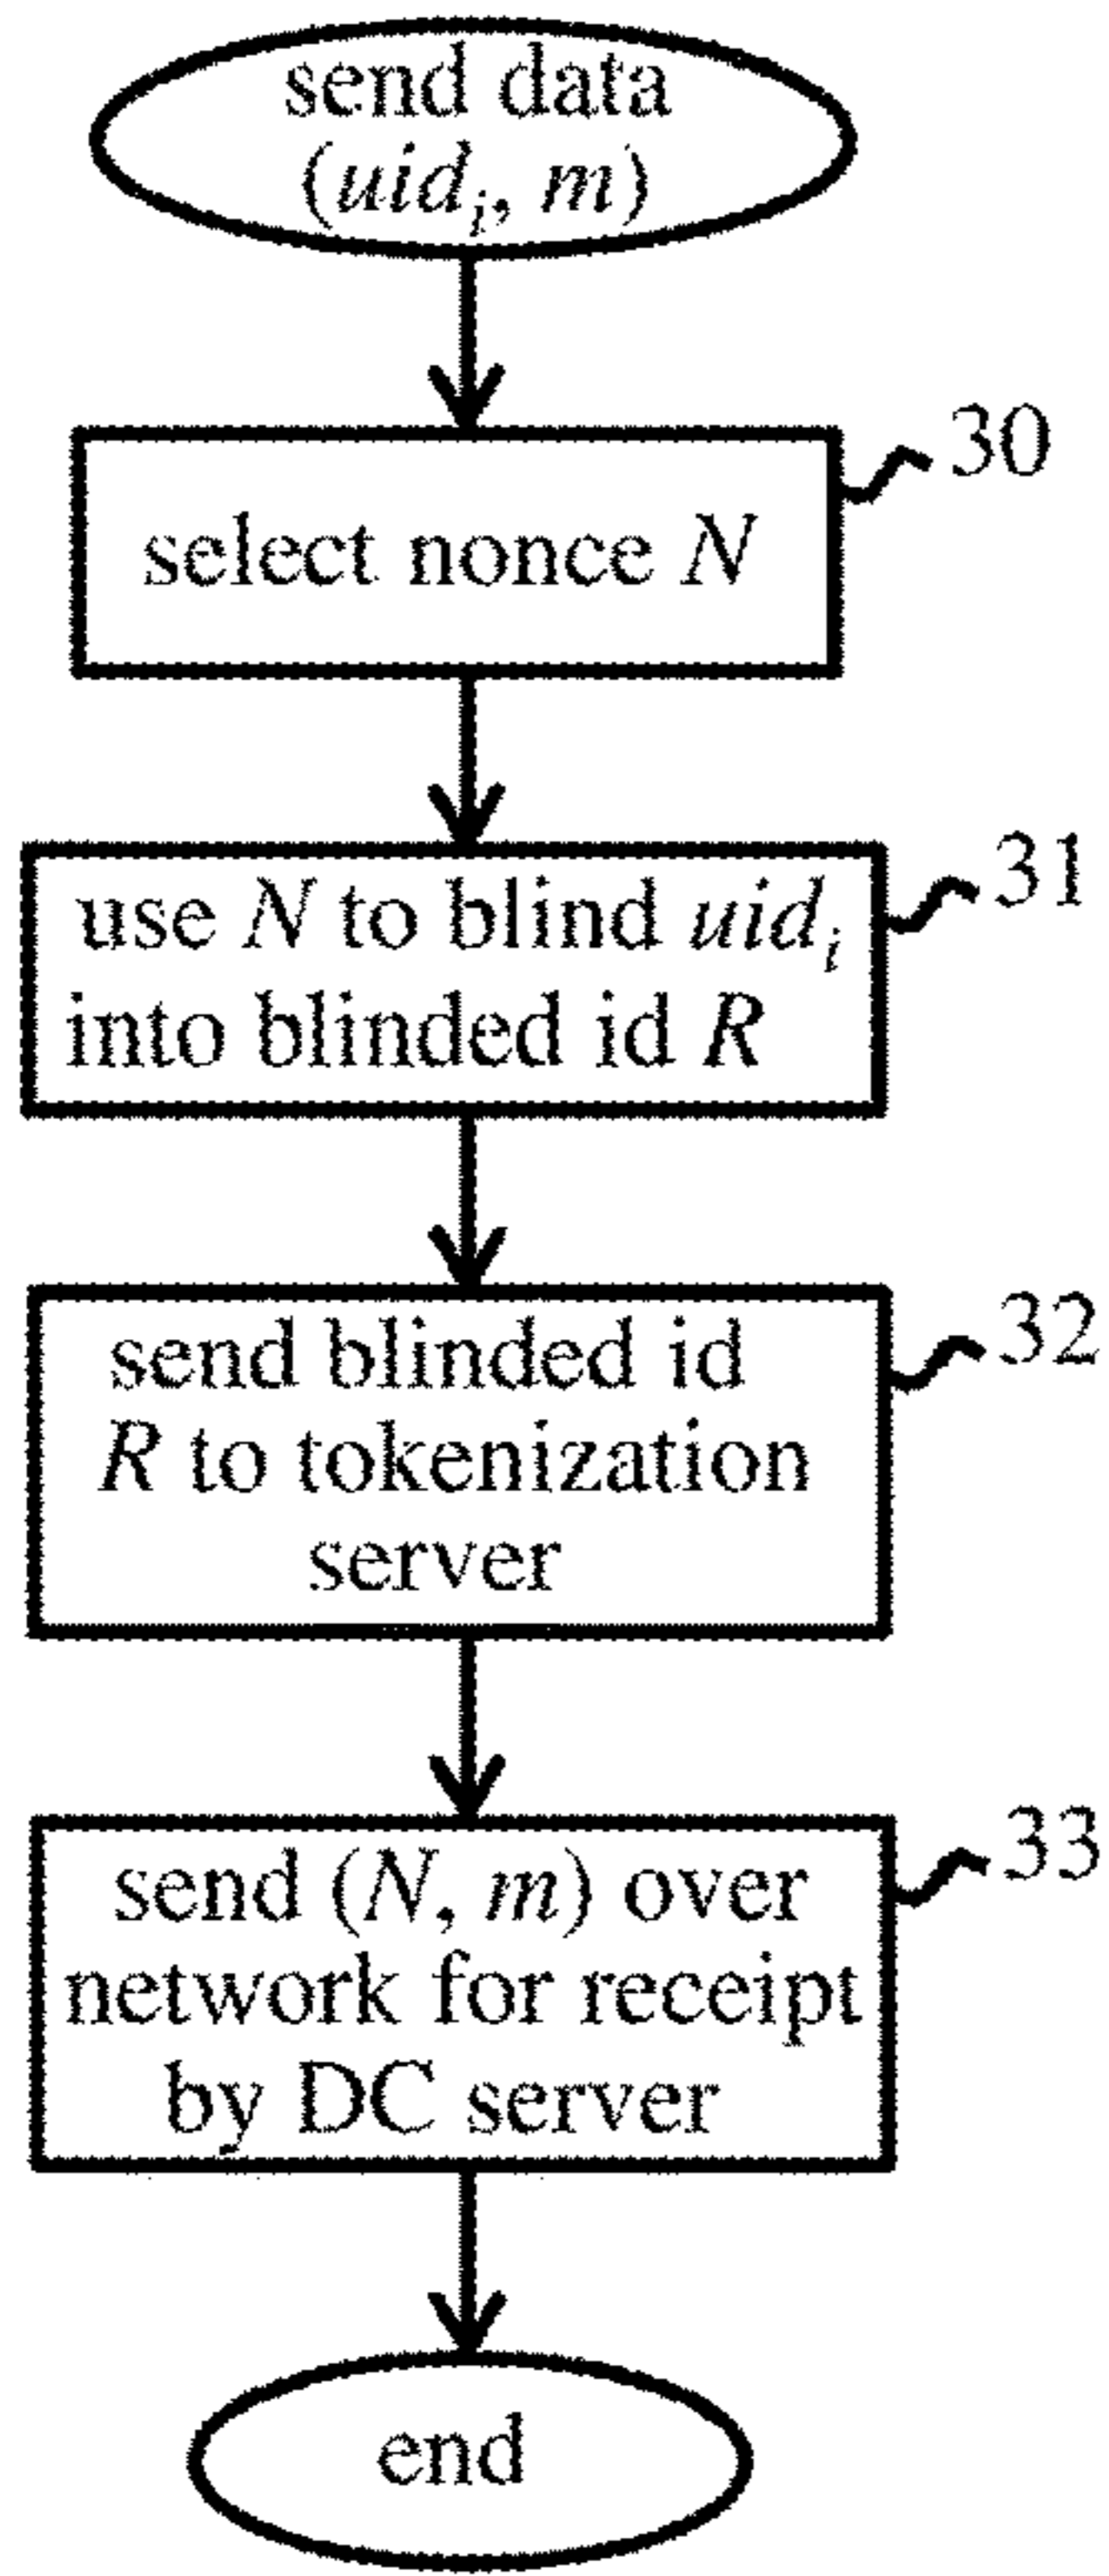 send data
(uidᵢ, m)
30
select nonce N
31
use N to blind uidᵢ
into blinded id R
32
send blinded id
R to tokenization
server
33
send (N, m) over
network for receipt
by DC server
end